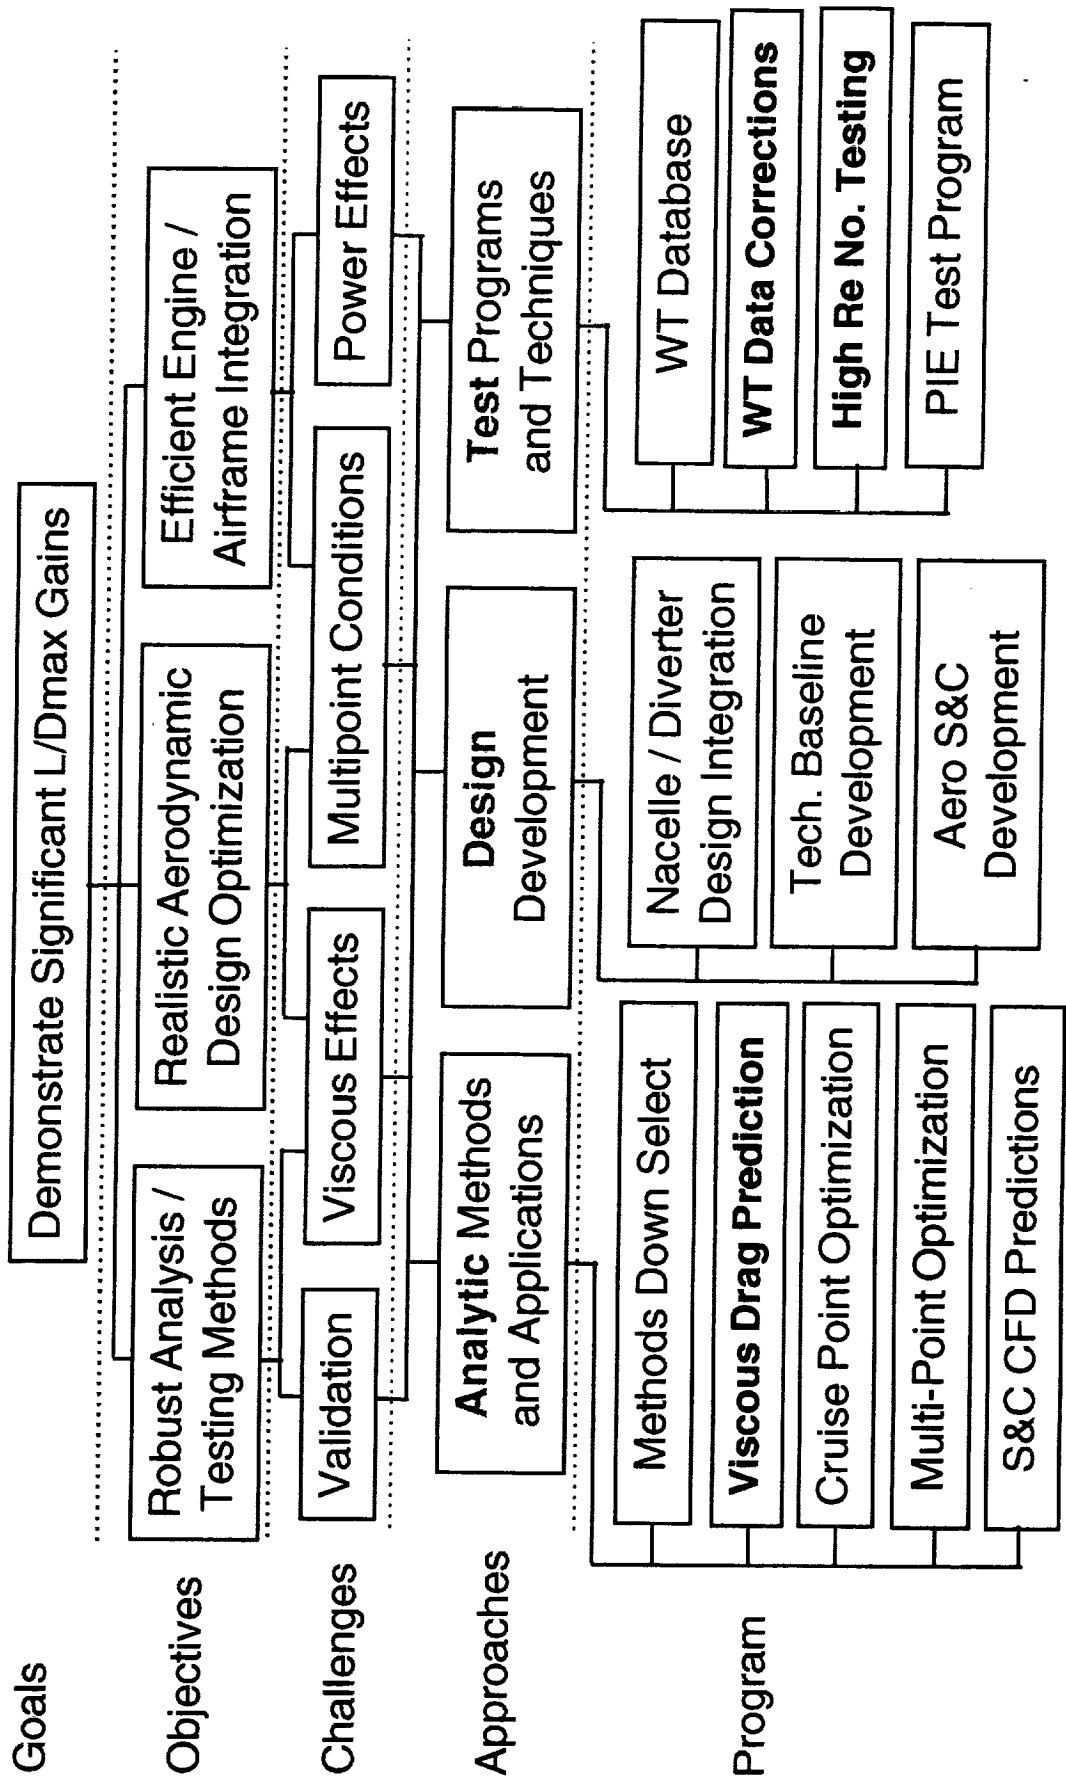 Goals
Demonstrate Significant L/Dmax Gains
Objectives
Robust Analysis /
Testing Methods
Realistic Aerodynamic
Design Optimization
Efficient Engine /
Airframe Integration
Challenges
Validation
Viscous Effects
Multipoint Conditions
Power Effects
Approaches
Analytic Methods
and Applications
Design
Development
Test Programs
and Techniques
Program
Methods Down Select
Viscous Drag Prediction
Cruise Point Optimization
Multi-Point Optimization
S&C CFD Predictions
Nacelle / Diverter
Design Integration
Tech. Baseline
Development
Aero S&C
Development
WT Database
WT Data Corrections
High Re No. Testing
PIE Test Program